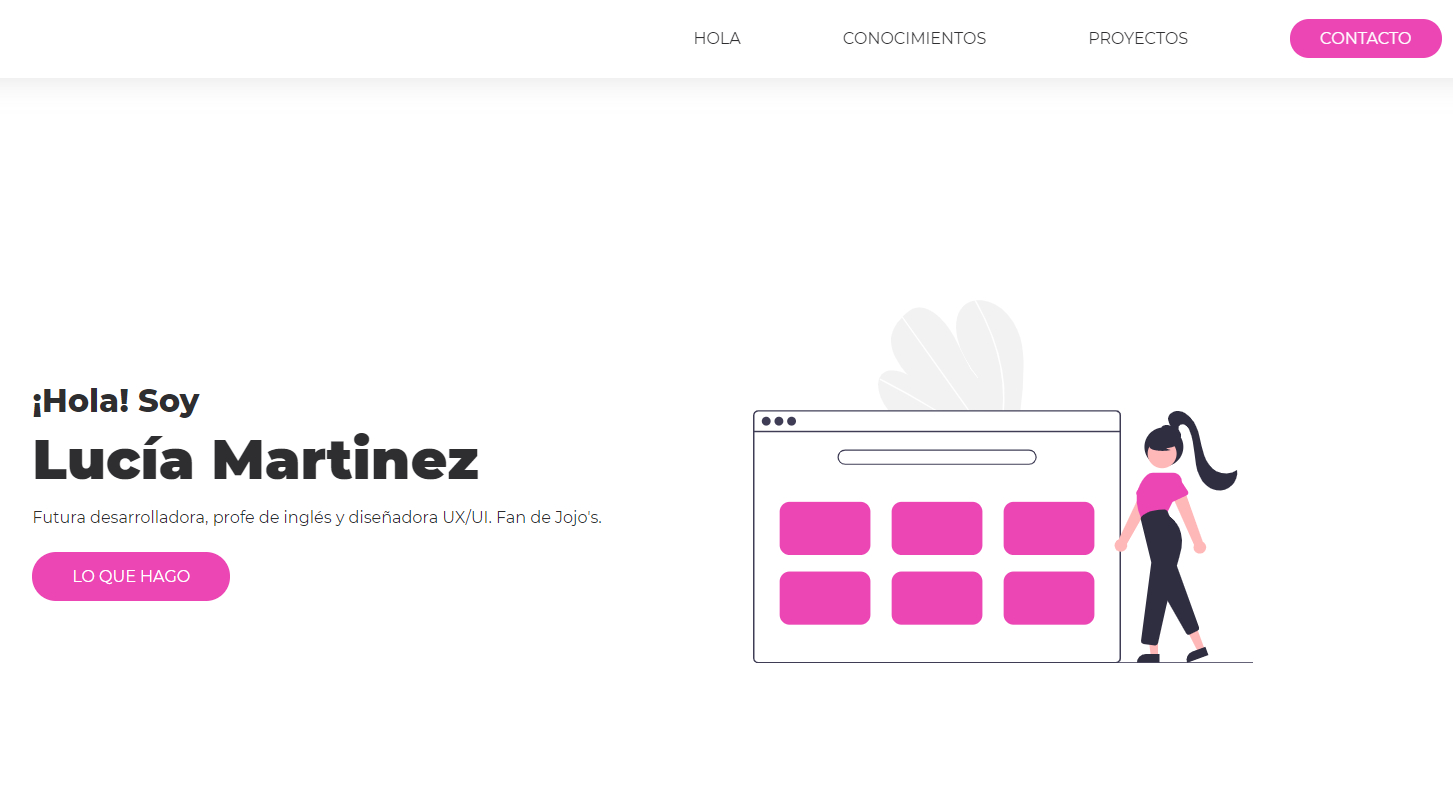 HOLA CONOCIMIENTOS PROYECTOS CONTACTO
¡Hola! Soy
Lucía Martinez
Futura desarrolladora, profe de inglés y diseñadora UX/UI. Fan de Jojo's.
LO QUE HAGO